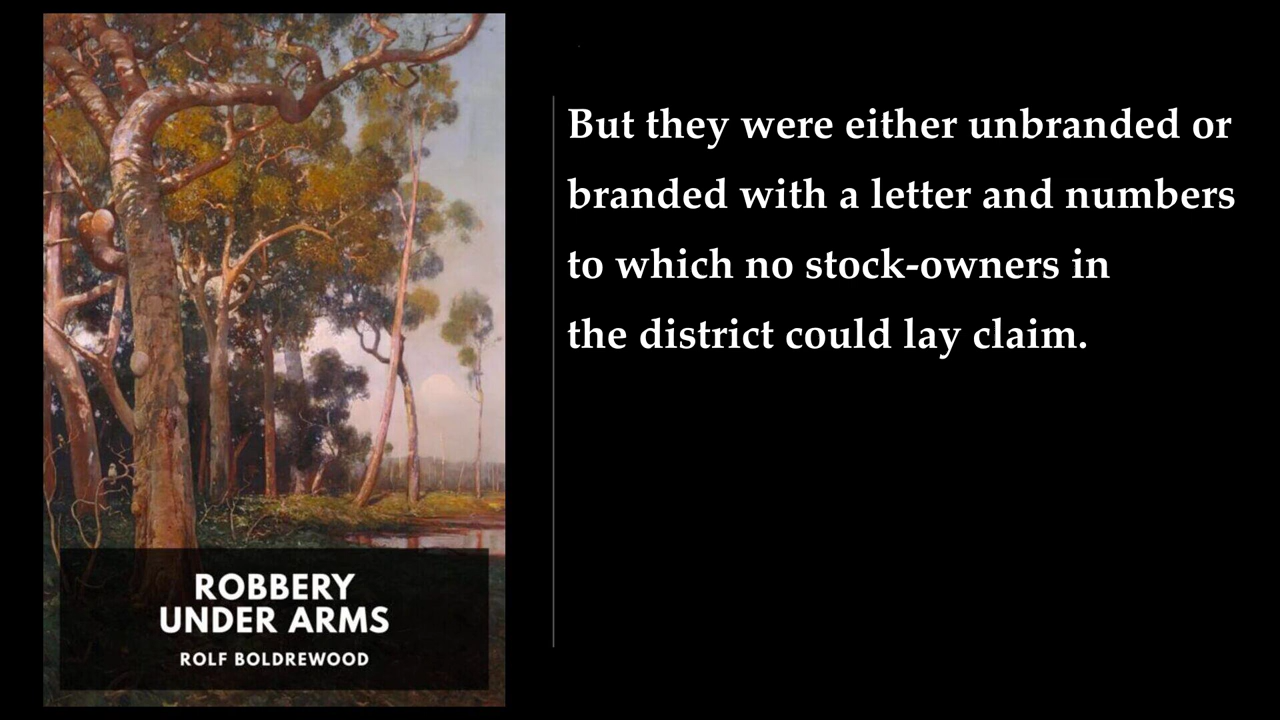 But they were either unbranded or
branded with a letter and numbers
to which no stock-owners in
the district could lay claim.
ROBBERY
UNDER ARMS
ROLF BOLDREWOOD